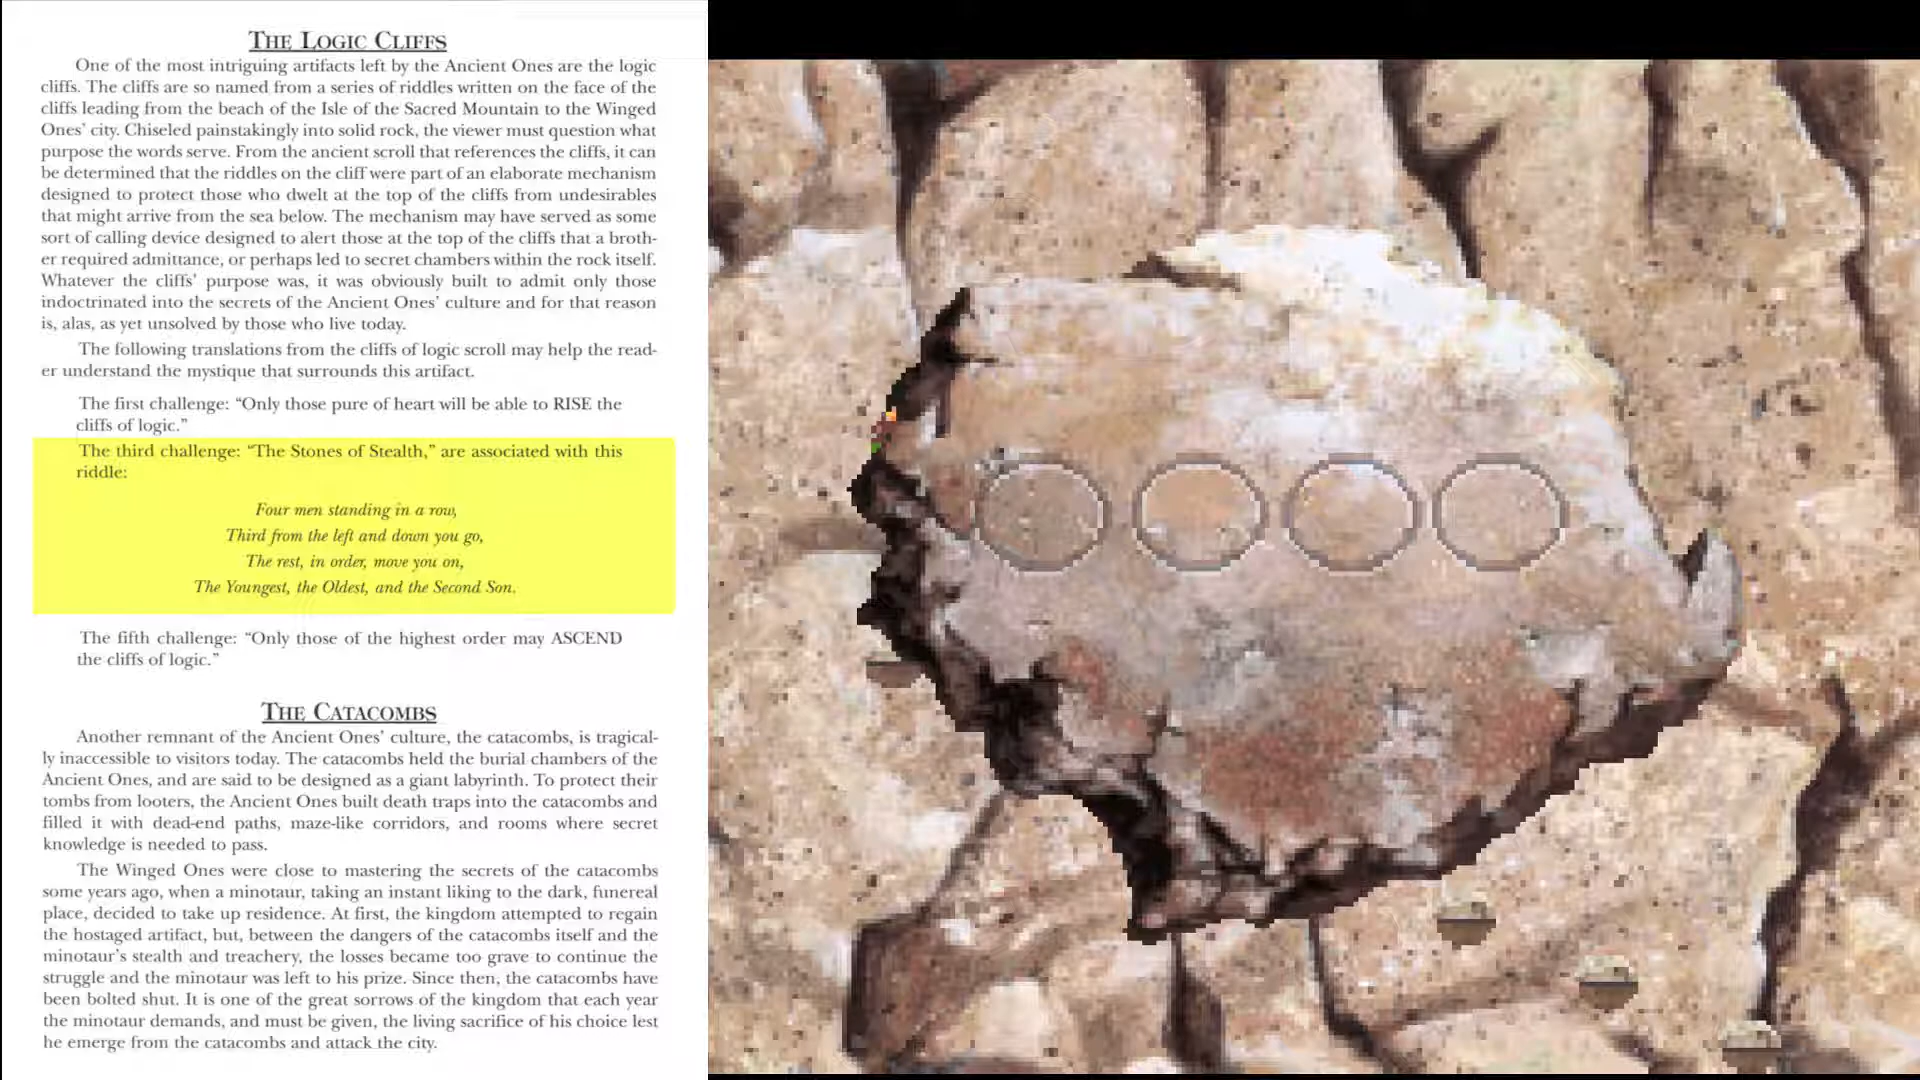 THE LOGIC CLIFFS
One of the most intriguing artifacts left by the Ancient Ones are the logic
cliffs. The cliffs are so named from a series of riddles written on the face of the
cliffs leading from the beach of the Isle of the Sacred Mountain to the Winged
Ones' city. Chiseled painstakingly into solid rock, the viewer must question what
purpose the words serve. From the ancient scroll that references the cliffs, it can
be determined that the riddles on the cliff were part of an elaborate mechanism
designed to protect those who dwelt at the top of the cliffs from undesirables
that might arrive from the sea below. The mechanism may have served as some
sort of calling device designed to alert those at the top of the cliffs that a broth-
er required admittance, or perhaps led to secret chambers within the rock itself.
Whatever the cliffs' purpose was, it was obviously built to admit only those
indoctrinated into the secrets of the Ancient Ones' culture and for that reason
is, alas, as yet unsolved by those who live today.
The following translations from the cliffs of logic scroll may help the read-
er understand the mystique that surrounds this artifact.
The first challenge: “Only those pure of heart will be able to RISE the
cliffs of logic.”
The third challenge: “The Stones of Stealth,” are associated with this
riddle:
Four men standing in a row,
Third from the left and down you go,
The rest, in order, move you on,
The Youngest, the Oldest, and the Second Son.
The fifth challenge: “Only those of the highest order may ASCEND
the cliffs of logic.”
THE CATACOMBS
Another remnant of the Ancient Ones' culture, the catacombs, is tragical-
ly inaccessible to visitors today. The catacombs held the burial chambers of the
Ancient Ones, and are said to be designed as a giant labyrinth. To protect their
tombs from looters, the Ancient Ones built death traps into the catacombs and
filled it with dead-end paths, maze-like corridors, and rooms where secret
knowledge is needed to pass.
The Winged Ones were close to mastering the secrets of the catacombs
some years ago, when a minotaur, taking an instant liking to the dark, funereal
place, decided to take up residence. At first, the kingdom attempted to regain
the hostaged artifact, but, between the dangers of the catacombs itself and the
minotaur's stealth and treachery, the losses became too grave to continue the
struggle and the minotaur was left to his prize. Since then, the catacombs have
been bolted shut. It is one of the great sorrows of the kingdom that each year
the minotaur demands, and must be given, the living sacrifice of his choice lest
he emerge from the catacombs and attack the city.